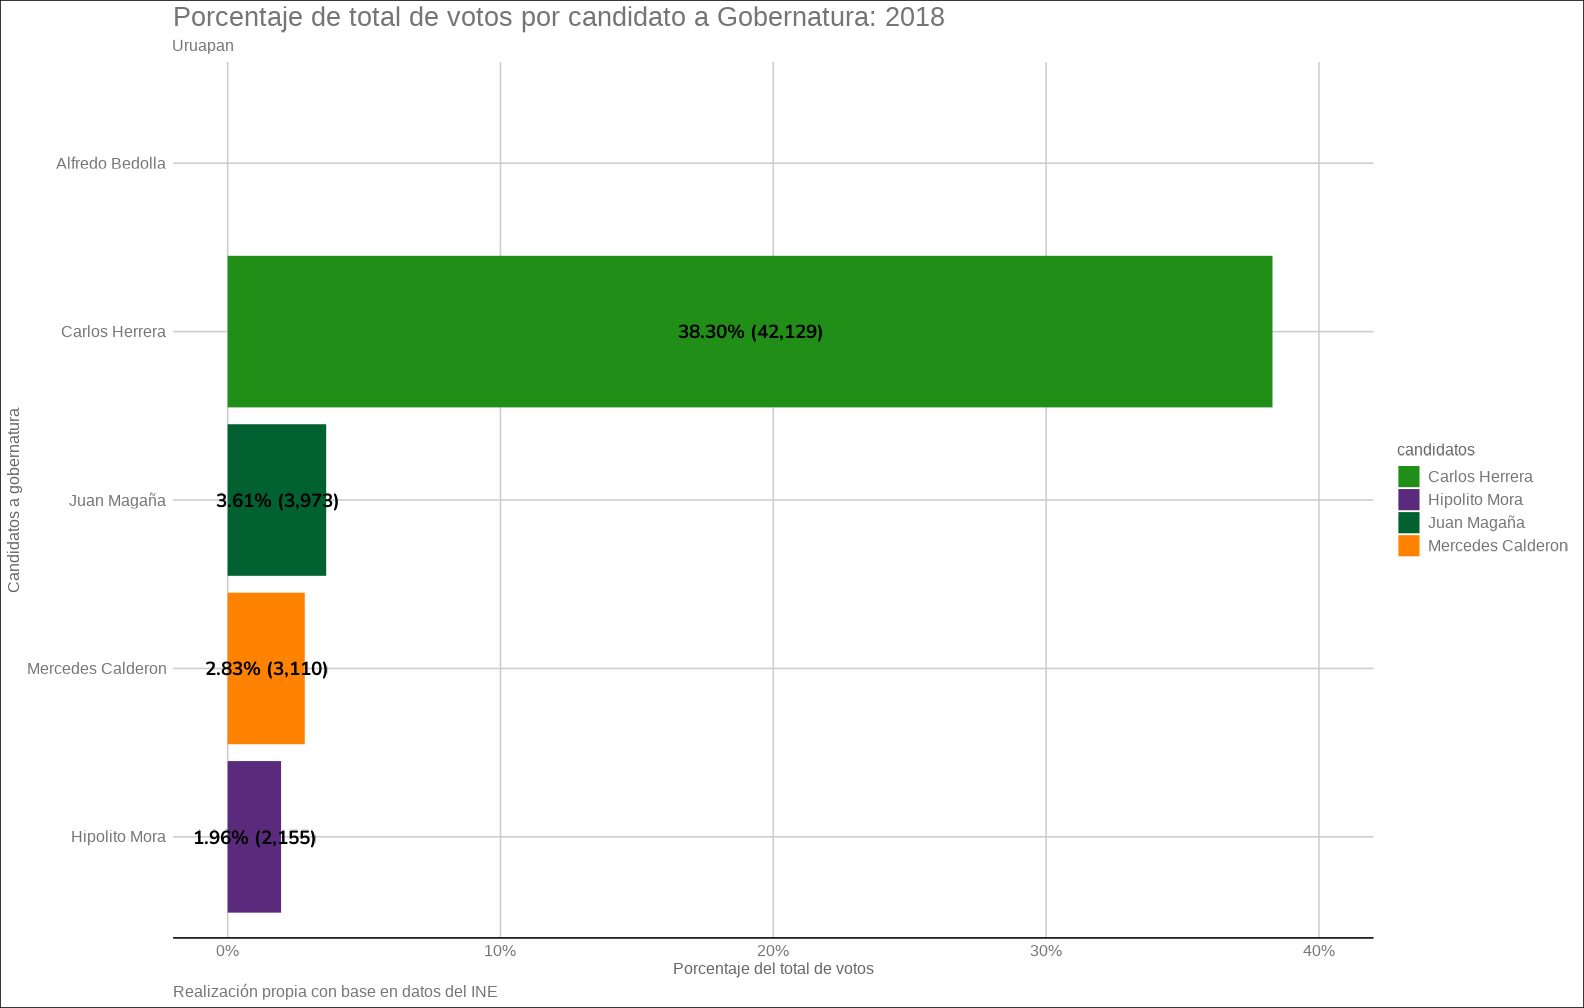 Porcentaje de total de votos por candidato a Gobernatura: 2018
Uruapan
Candidatos a gobernatura
Alfredo Bedolla
Carlos Herrera
38.30% (42,129)
Juan Magaña
3.61% (3,973)
Mercedes Calderon
2.83% (3,110)
Hipolito Mora
1.96% (2,155)
0%
10%
20%
30%
40%
Porcentaje del total de votos
candidatos
Carlos Herrera
Hipolito Mora
Juan Magaña
Mercedes Calderon
Realización propia con base en datos del INE